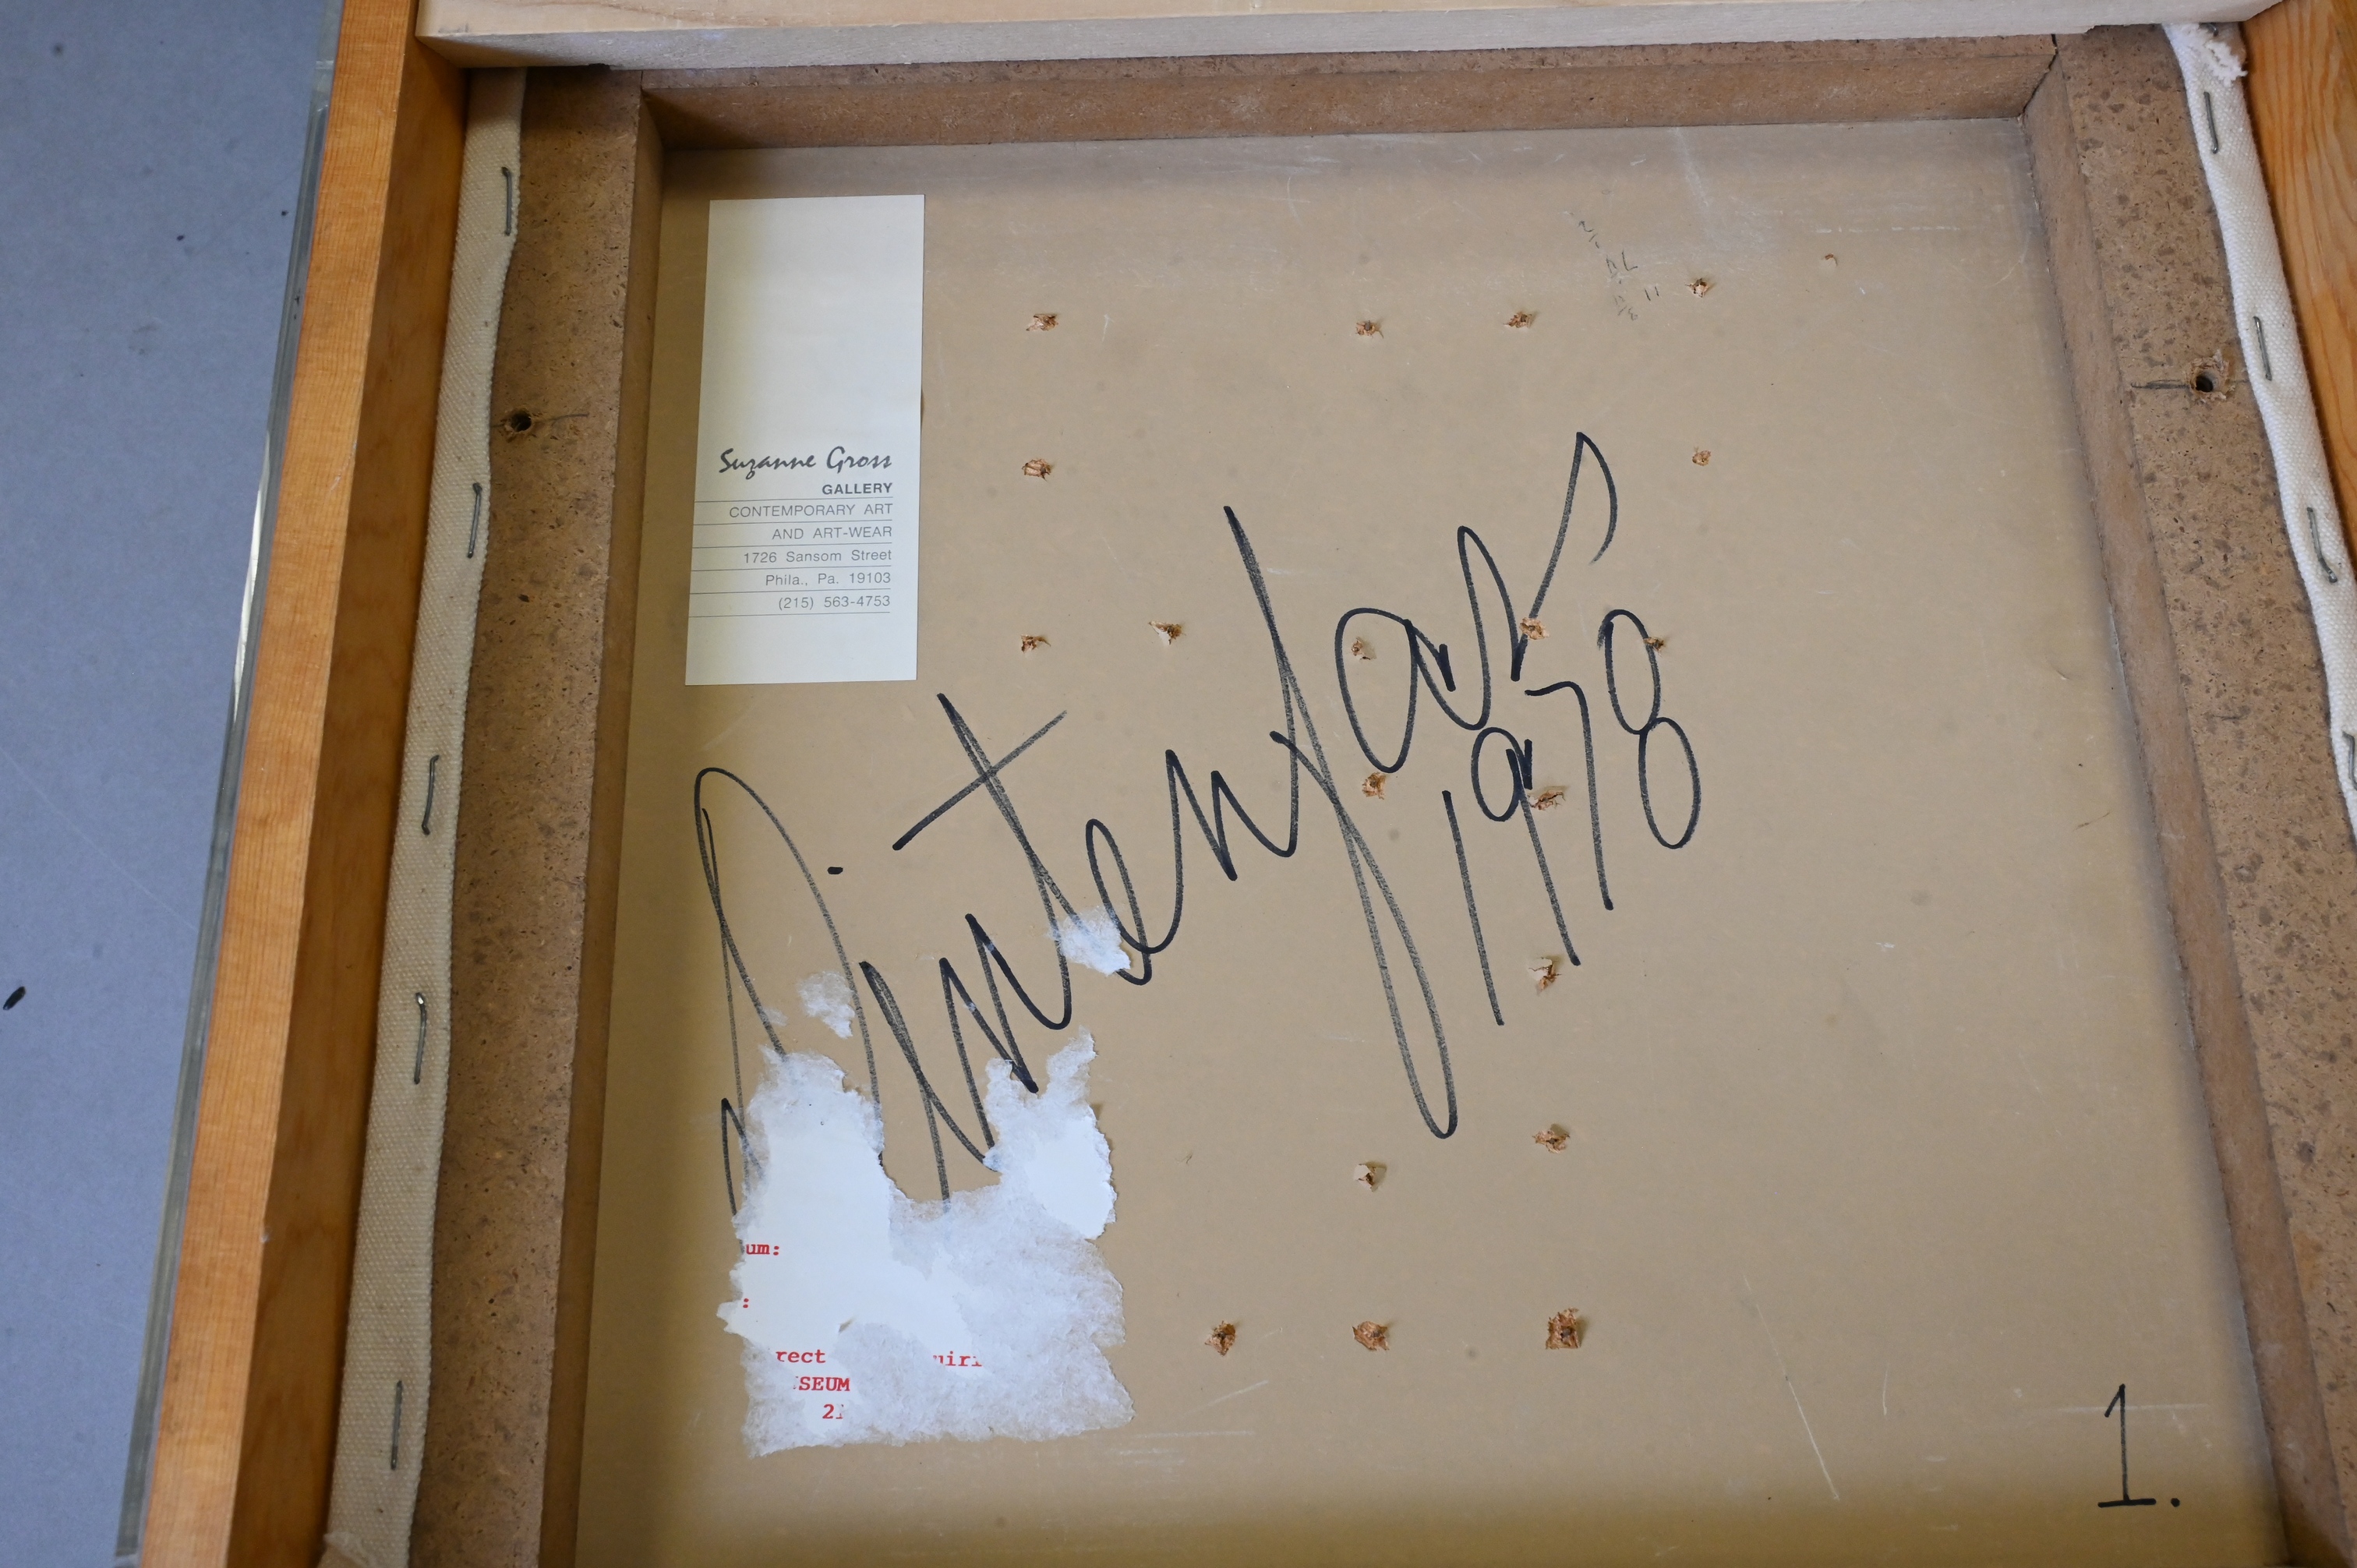 Suzanne Gross
GALLERY
CONTEMPORARY ART
AND ART-WEAR
1726 Sansom Street
Phila., Pa. 19103
(215) 563-4753
Dintenfass
1978
um:
:
rect
SEUM
1.